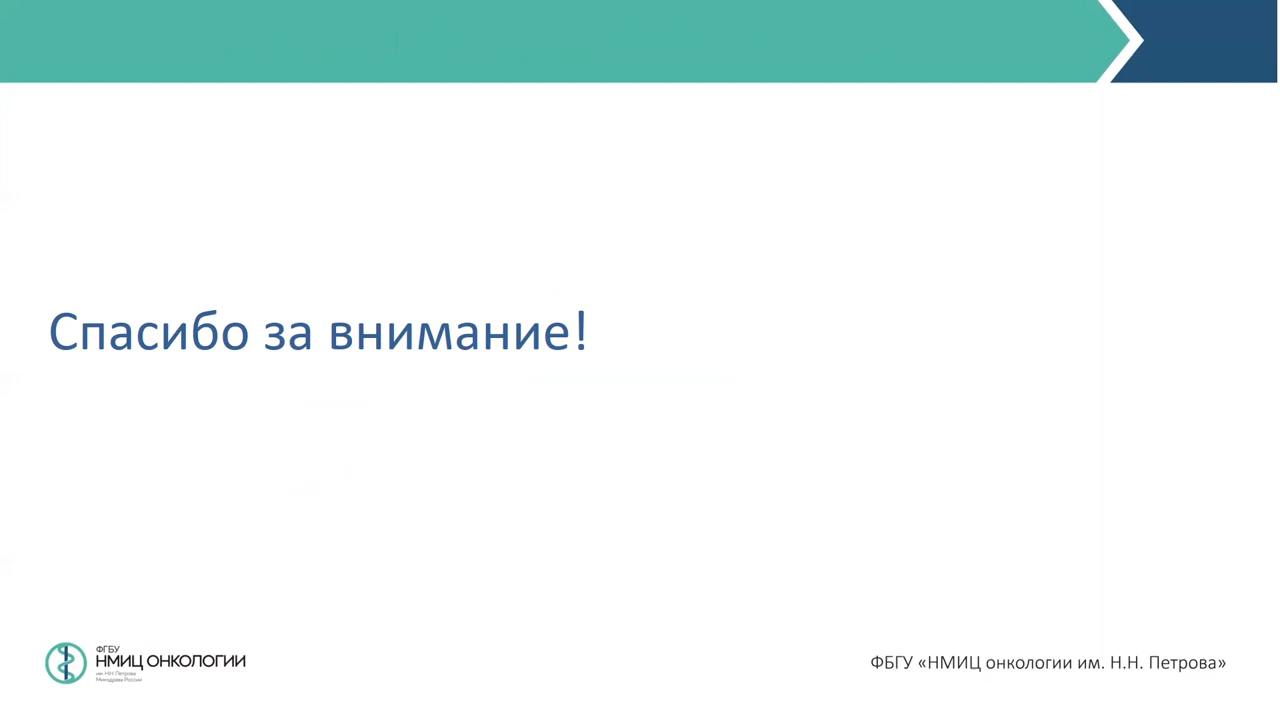 Спасибо за внимание!
ФГБУ
НМИЦ ОНКОЛОГИИ
им. Н.Н. Петрова
Минздрава России
ФБГУ «НМИЦ онкологии им. Н.Н. Петрова»